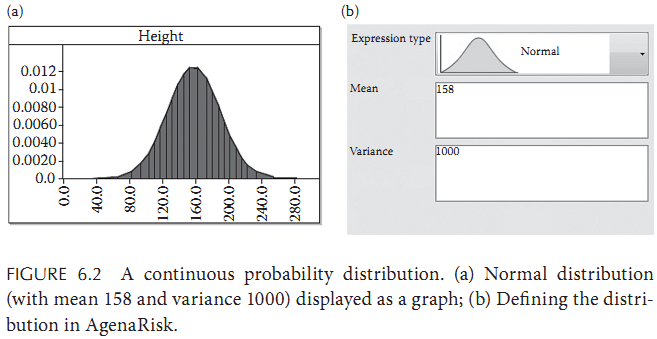 (a)
Height
0.012
0.01
0.0080
0.0060
0.0040
0.0020
0.0
0.0
40.0
80.0
120.0
160.0
200.0
240.0
280.0
(b)
Expression type
Normal
Mean
158
Variance
1000
FIGURE 6.2 A continuous probability distribution. (a) Normal distribution
(with mean 158 and variance 1000) displayed as a graph; (b) Defining the distri-
bution in AgenaRisk.